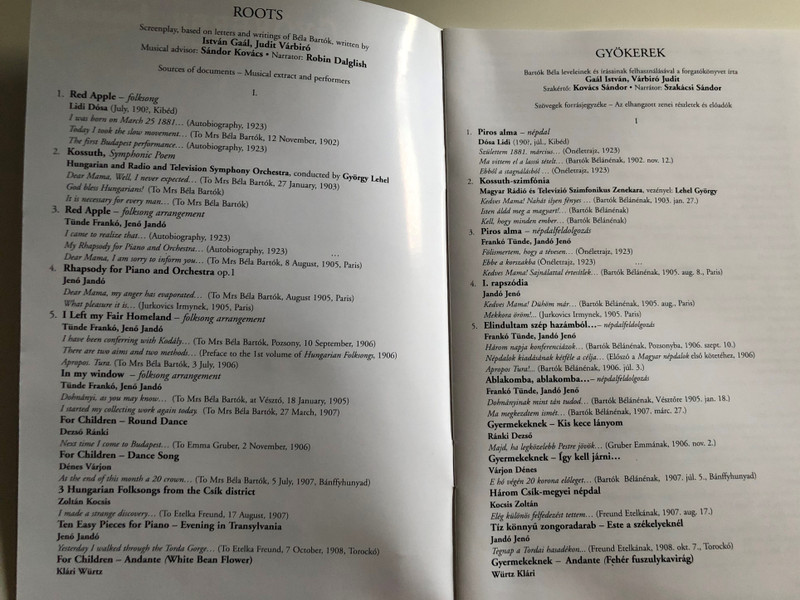 ROOTS
Screenplay, based on letters and writings of Béla Bartók, written by
István Gaál, Judit Várbiró
Musical advisor: Sándor Kovács • Narrator: Robin Dalglish
Sources of documents – Musical extract and performers
I.
1. Red Apple – folksong
Lidi Dósa (July, 190?, Kibéd)
I was born on March 25 1881… (Autobiography, 1923)
Today I took the slow movement… (To Mrs Béla Bartók, 12 November, 1902)
The first Budapest performance… (Autobiography, 1923)
2. Kossuth, Symphonic Poem
Hungarian and Radio and Television Symphony Orchestra, conducted by György Lehel
Dear Mama, Well, I never expected… (To Mrs Béla Bartók, 27 January, 1903)
God bless Hungarians! (To Mrs Béla Bartók)
It is necessary for every man… (To Mrs Béla Bartók)
3. Red Apple – folksong arrangement
Tünde Frankó, Jenó Jandó
I came to realize that… (Autobiography, 1923)
My Rhapsody for Piano and Orchestra… (Autobiography, 1923)
Dear Mama, I am sorry to inform you… (To Mrs Béla Bartók, 8 August, 1905, Paris)
4. Rhapsody for Piano and Orchestra op.1
Jenó Jandó
Dear Mama, my anger has evaporated… (To Mrs Béla Bartók, August 1905, Paris)
What pleasure it is… (Jurkovics Irmynek, 1905, Paris)
5. I Left my Fair Homeland – folksong arrangement
Tünde Frankó, Jenó Jandó
I have been conferring with Kodály… (To Mrs Béla Bartók, Pozsony, 10 September, 1906)
There are two aims and two methods… (Preface to the 1st volume of Hungarian Folksongs, 1906)
Apropos. Tura. (To Mrs Béla Bartók, 3 July, 1906)
In my window – folksong arrangement
Tünde Frankó, Jenó Jandó
Dohnányi, as you may know… (To Mrs Béla Bartók, at Vésztó, 18 January, 1905)
I started my collecting work again today. (To Mrs Béla Bartók, 27 March, 1907)
For Children – Round Dance
Dezsó Ránki
Next time I come to Budapest… (To Emma Gruber, 2 November, 1906)
For Children – Dance Song
Dénes Várjon
At the end of this month a 20 crown… (To Mrs Béla Bartók, 5 July, 1907, Bánffyhunyad)
3 Hungarian Folksongs from the Csík district
Zoltán Kocsis
I made a strange discovery… (To Etelka Freund, 17 August, 1907)
Ten Easy Pieces for Piano – Evening in Transylvania
Jenó Jandó
Yesterday I walked through the Torda Gorge… (To Etelka Freund, 7 October, 1908, Torockó)
For Children – Andante (White Bean Flower)
Klári Würtz
GYÖKEREK
Bartók Béla leveleinek és írásainak felhasználásával a forgatókönyvet írta
Gaál István, Várbiró Judit
Szakértő: Kovács Sándor • Narrátor: Szakácsi Sándor
Szövegek forrásjegyzéke – Az elhangzott zenei részletek és előadók
I
1. Piros alma – népdal
Dósa Lidi (190?, júl., Kibéd)
Születtem 1881. március… (Önéletrajz, 1923)
Ma vittem el a lassú tételt… (Bartók Bélánénak, 1902. nov. 12.)
Ebből a stagnálásból … (Önéletrajz, 1923)
2. Kossuth-szimfónia
Magyar Rádió és Televízió Szimfonikus Zenekara, vezényel: Lehel György
Kedves Mama! Nahát ilyen fényes … (Bartók Bélánénak, 1903. jan. 27.)
Isten áldd meg a magyart!… (Bartók Bélánénak)
Kell, hogy minden ember… (Bartók Bélánénak)
3. Piros alma – népdalfeldolgozás
Frankó Tünde, Jandó Jenó
Fölismertem, hogy a tévesen… (Önéletrajz, 1923)
Ebbe a korszakba (Önéletrajz, 1923) …
Kedves Mama! Sajnálattal értesítlek… (Bartók Bélánénak, 1905. aug. 8., Paris)
4. I. rapszódia
Jandó Jenó
Kedves Mama! Dühöm már… (Bartók Bélánénak, 1905. aug., Paris)
Mekkora öröm!… (Jurkovics Irmynek, 1905. Paris)
5. Elindultam szép hazámból…– népdalfeldolgozás
Frankó Tünde, Jandó Jenó
Három napja konferenciázok… (Bartók Bélánénak, Pozsonyba, 1906. szept. 10.)
Népdalok kiadásának kétféle a célja… (Előszó a Magyar népdalok első kötetéhez, 1906)
Apropos Tura!.. (Bartók Bélánénak, 1906. júl. 3.)
Ablakomba, ablakomba…– népdalfeldolgozás
Frankó Tünde, Jandó Jenó
Dohnányinak mint tán tudod… (Bartók Bélánénak, Vésztőre 1905. jan. 18.)
Ma megkezdtem ismét… (Bartók Bélánénak, 1907. márc. 27.)
Gyermekeknek – Kis kece lányom
Ránki Dezsó
Majd, ha legközelebb Pestre jövök… (Gruber Emmának, 1906. nov. 2.)
Gyermekeknek – Így kell járni…
Várjon Dénes
E hó végén 20 korona előleget… (Bartók Bélánénak, 1907. júl. 5., Bánffyhunyad)
Három Csík-megyei népdal
Kocsis Zoltán
Elég különös felfedezést tettem… (Freund Etelkának, 1907. aug. 17.)
Tíz könnyű zongoradarab – Este a székelyeknél
Jandó Jenó
Tegnap a Tordai hasadékon... (Freund Etelkának, 1908. okt. 7., Torockó)
Gyermekeknek – Andante (Fehér fuszulykavirág)
Würtz Klári